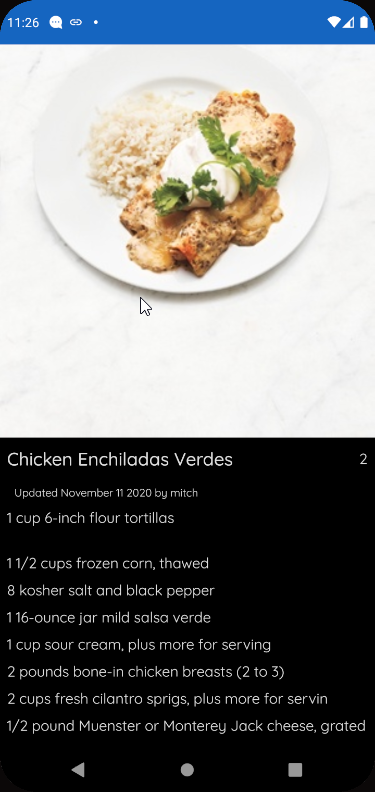 11:26
Chicken Enchiladas Verdes 2
Updated November 11 2020 by mitch
1 cup 6-inch flour tortillas
1 1/2 cups frozen corn, thawed
8 kosher salt and black pepper
1 16-ounce jar mild salsa verde
1 cup sour cream, plus more for serving
2 pounds bone-in chicken breasts (2 to 3)
2 cups fresh cilantro sprigs, plus more for servin
1/2 pound Muenster or Monterey Jack cheese, grated